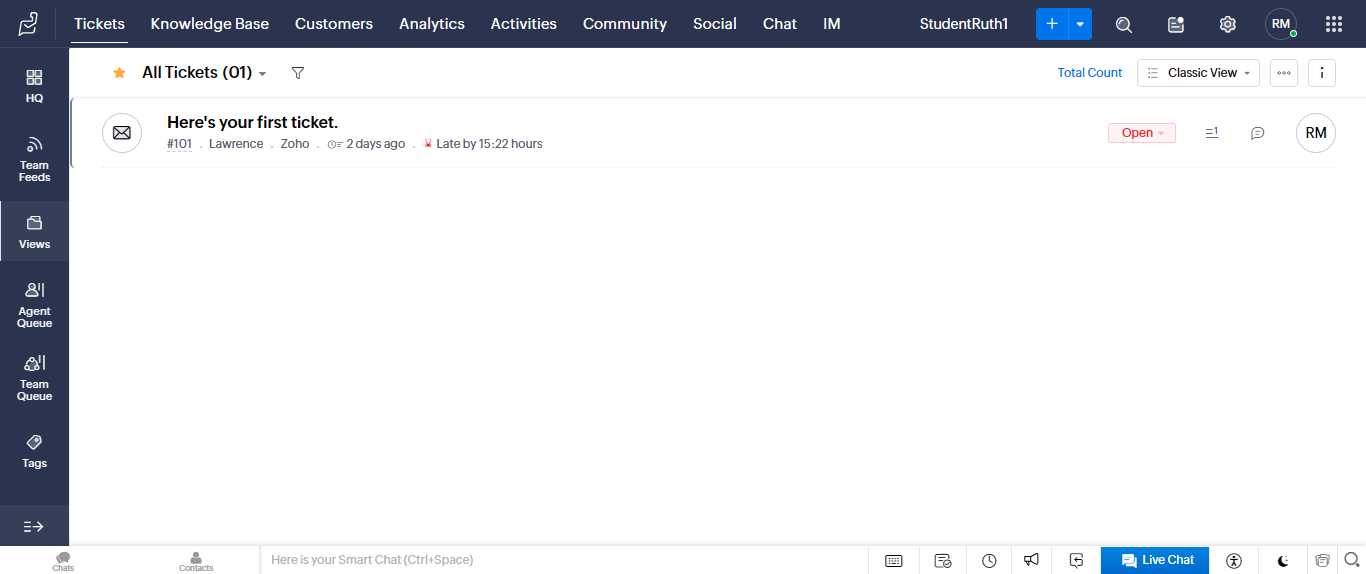 Tickets Knowledge Base Customers Analytics Activities Community Social Chat IM StudentRuth1 RM
HQ
Team
Feeds
Views
Agent
Queue
Team
Queue
Tags
All Tickets (01) Total Count Classic View
Here's your first ticket.
#101 . Lawrence . Zoho . 2 days ago . Late by 15:22 hours
Open 1 RM
Chats Contacts Here is your Smart Chat (Ctrl+Space) Live Chat